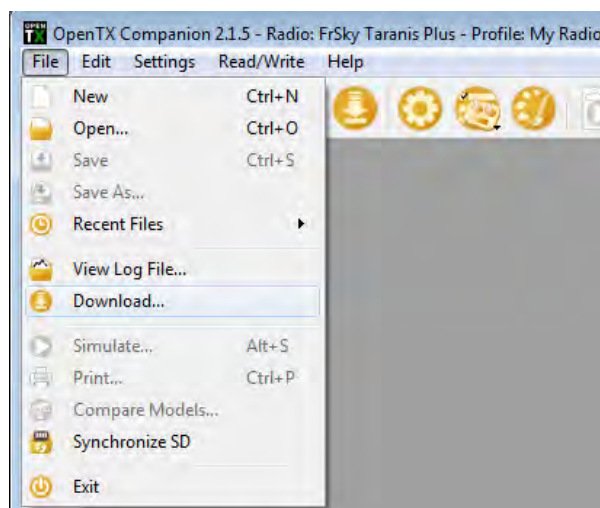 OPEN TX OpenTX Companion 2.1.5 - Radio: FrSky Taranis Plus - Profile: My Radio
File Edit Settings Read/Write Help
New Ctrl+N
Open... Ctrl+O
Save Ctrl+S
Save As...
Recent Files
View Log File...
Download...
Simulate... Alt+S
Print... Ctrl+P
Compare Models...
Synchronize SD
Exit